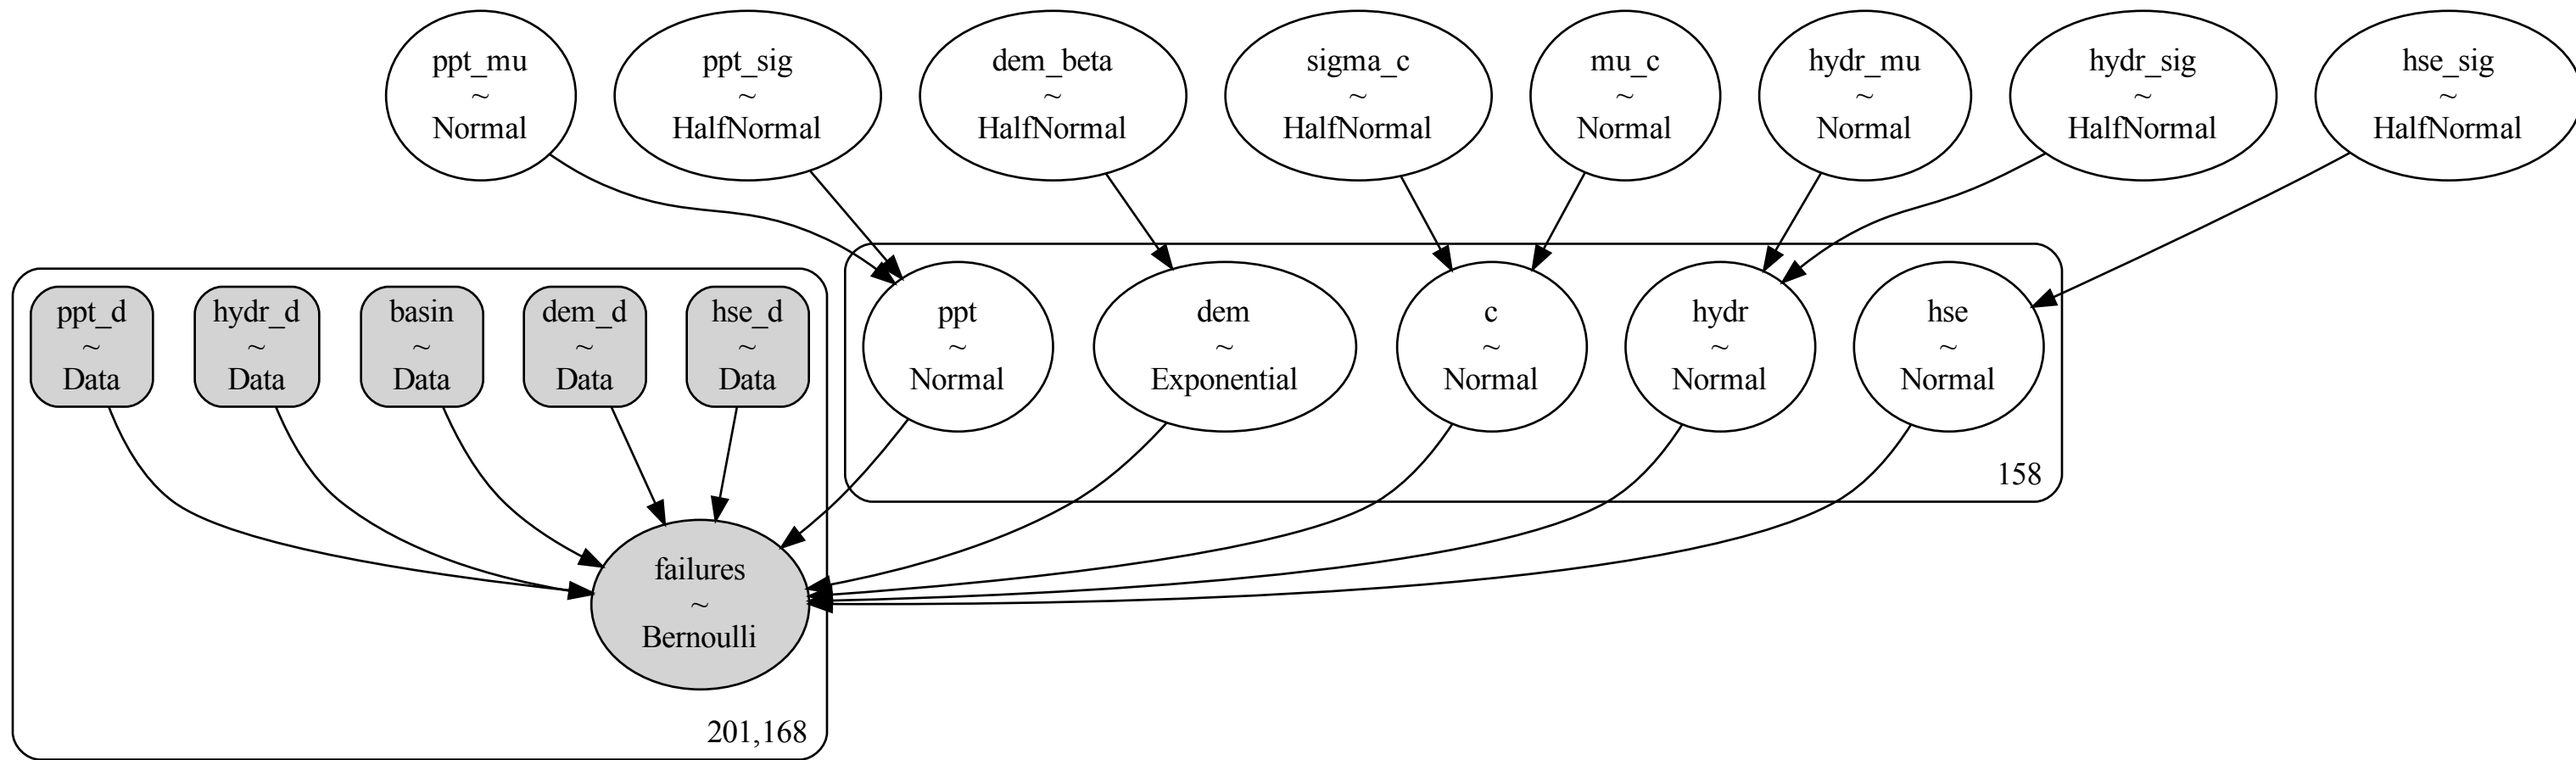 ppt_mu
~
Normal
ppt_sig
~
HalfNormal
dem_beta
~
HalfNormal
sigma_c
~
HalfNormal
mu_c
~
Normal
hydr_mu
~
Normal
hydr_sig
~
HalfNormal
hse_sig
~
HalfNormal
ppt_d
~
Data
hydr_d
~
Data
basin
~
Data
dem_d
~
Data
hse_d
~
Data
ppt
~
Normal
dem
~
Exponential
c
~
Normal
hydr
~
Normal
hse
~
Normal
158
failures
~
Bernoulli
201,168